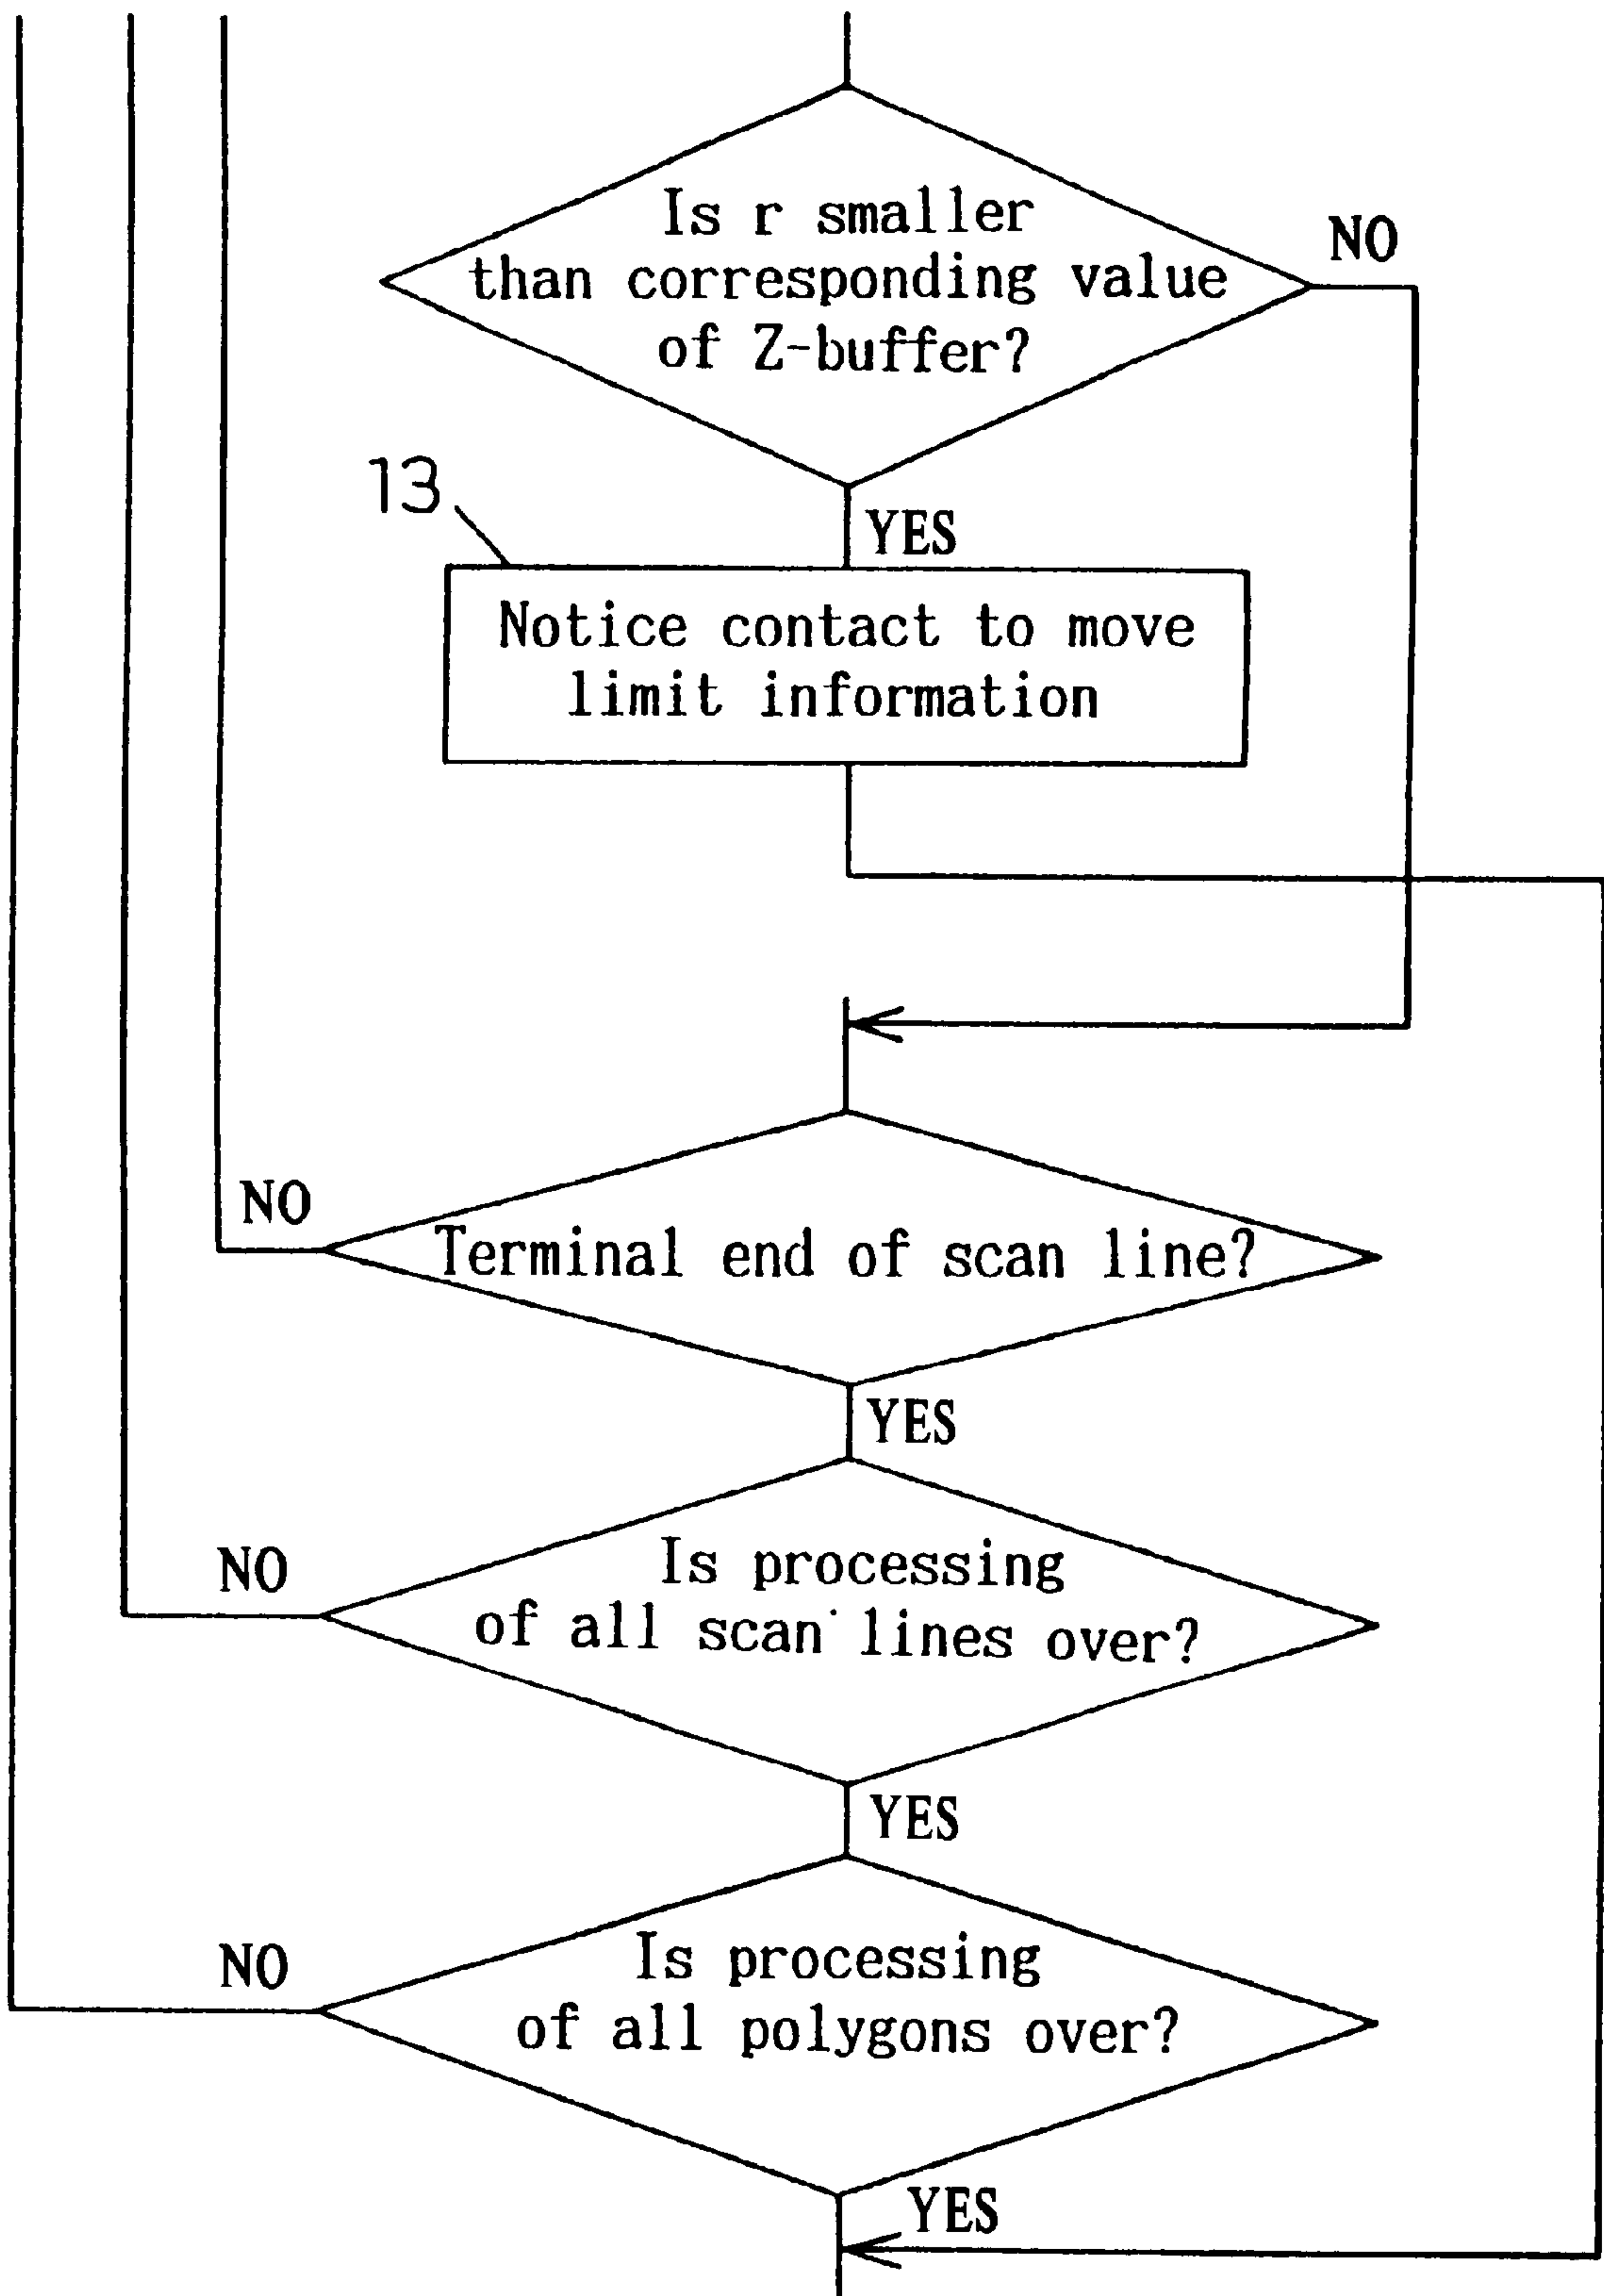 Is r smaller
than corresponding value
of Z-buffer?
NO
13
YES
Notice contact to move
limit information
NO
Terminal end of scan line?
YES
NO
Is processing
of all scan lines over?
YES
NO
Is processing
of all polygons over?
YES